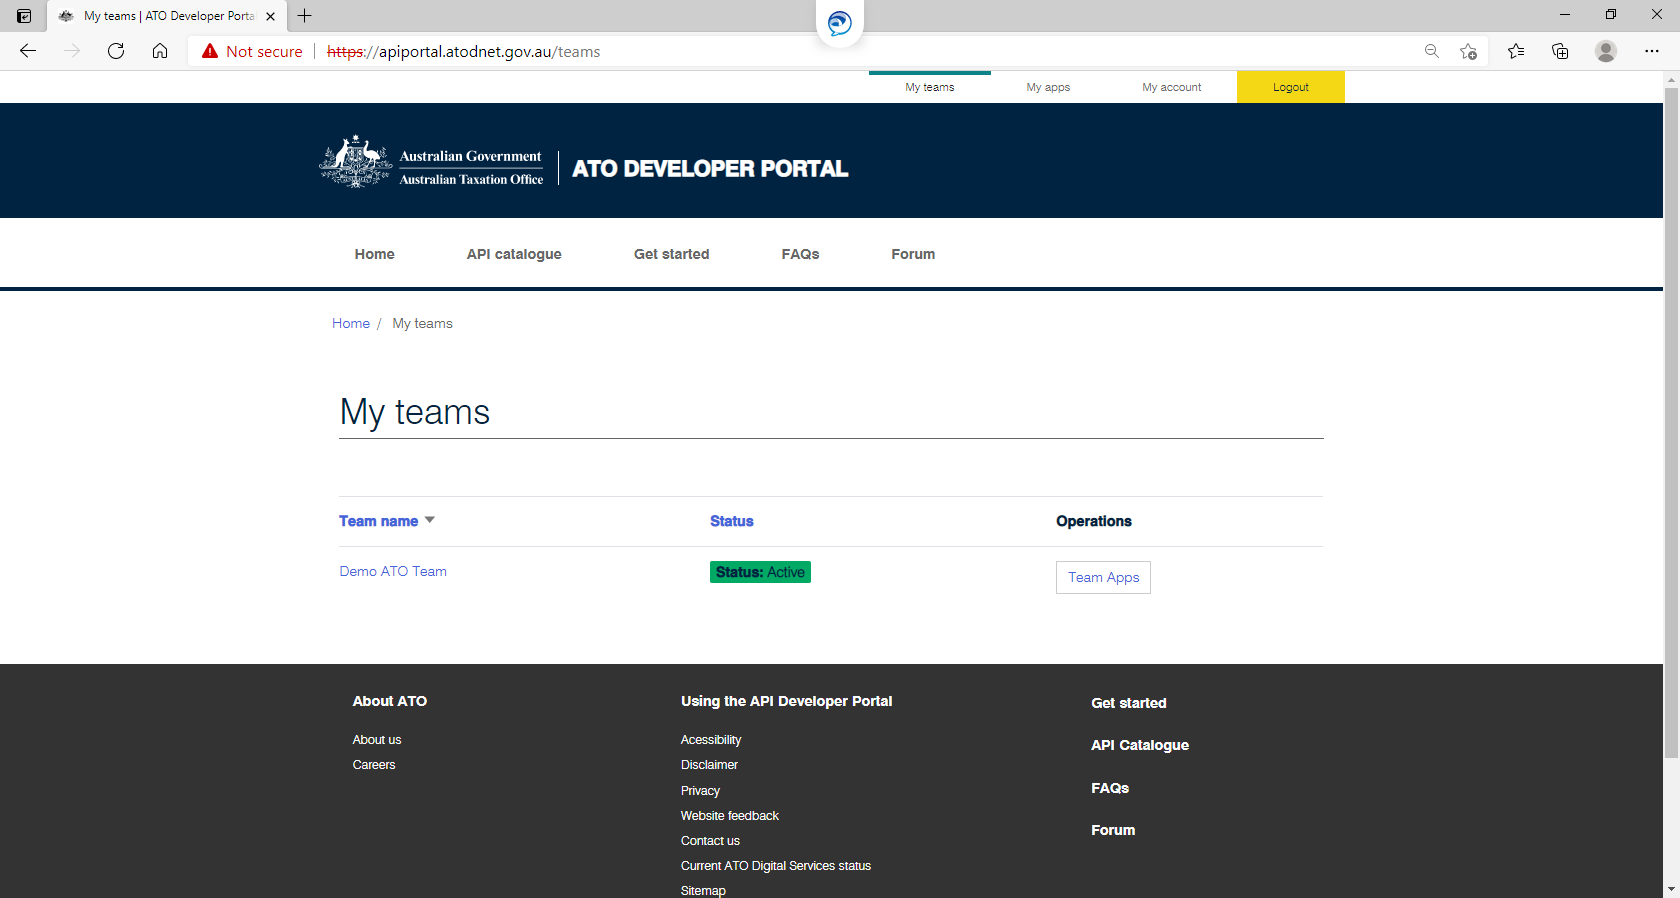 My teams | ATO Developer Porta
Not secure https://apiportal.atodnet.gov.au/teams
My teams My apps My account Logout
Australian Government
Australian Taxation Office
ATO DEVELOPER PORTAL
Home API catalogue Get started FAQs Forum
Home / My teams
My teams
Team name Status Operations
Demo ATO Team Status: Active Team Apps
About ATO
About us
Careers
Using the API Developer Portal
Acessibility
Disclaimer
Privacy
Website feedback
Contact us
Current ATO Digital Services status
Sitemap
Get started
API Catalogue
FAQs
Forum